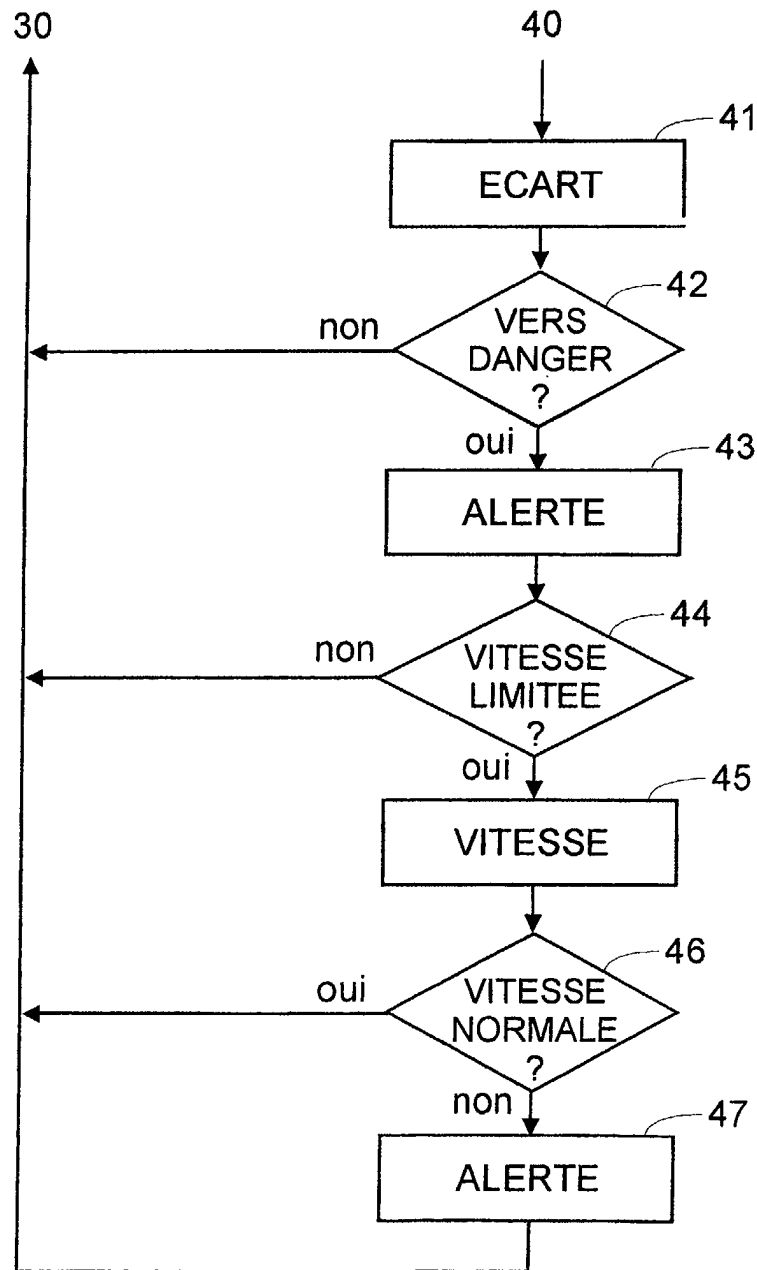 30
40
41
ECART
42
VERS
DANGER
?
non
oui
43
ALERTE
44
VITESSE
LIMITEE
?
non
oui
45
VITESSE
46
VITESSE
NORMALE
?
oui
non
47
ALERTE